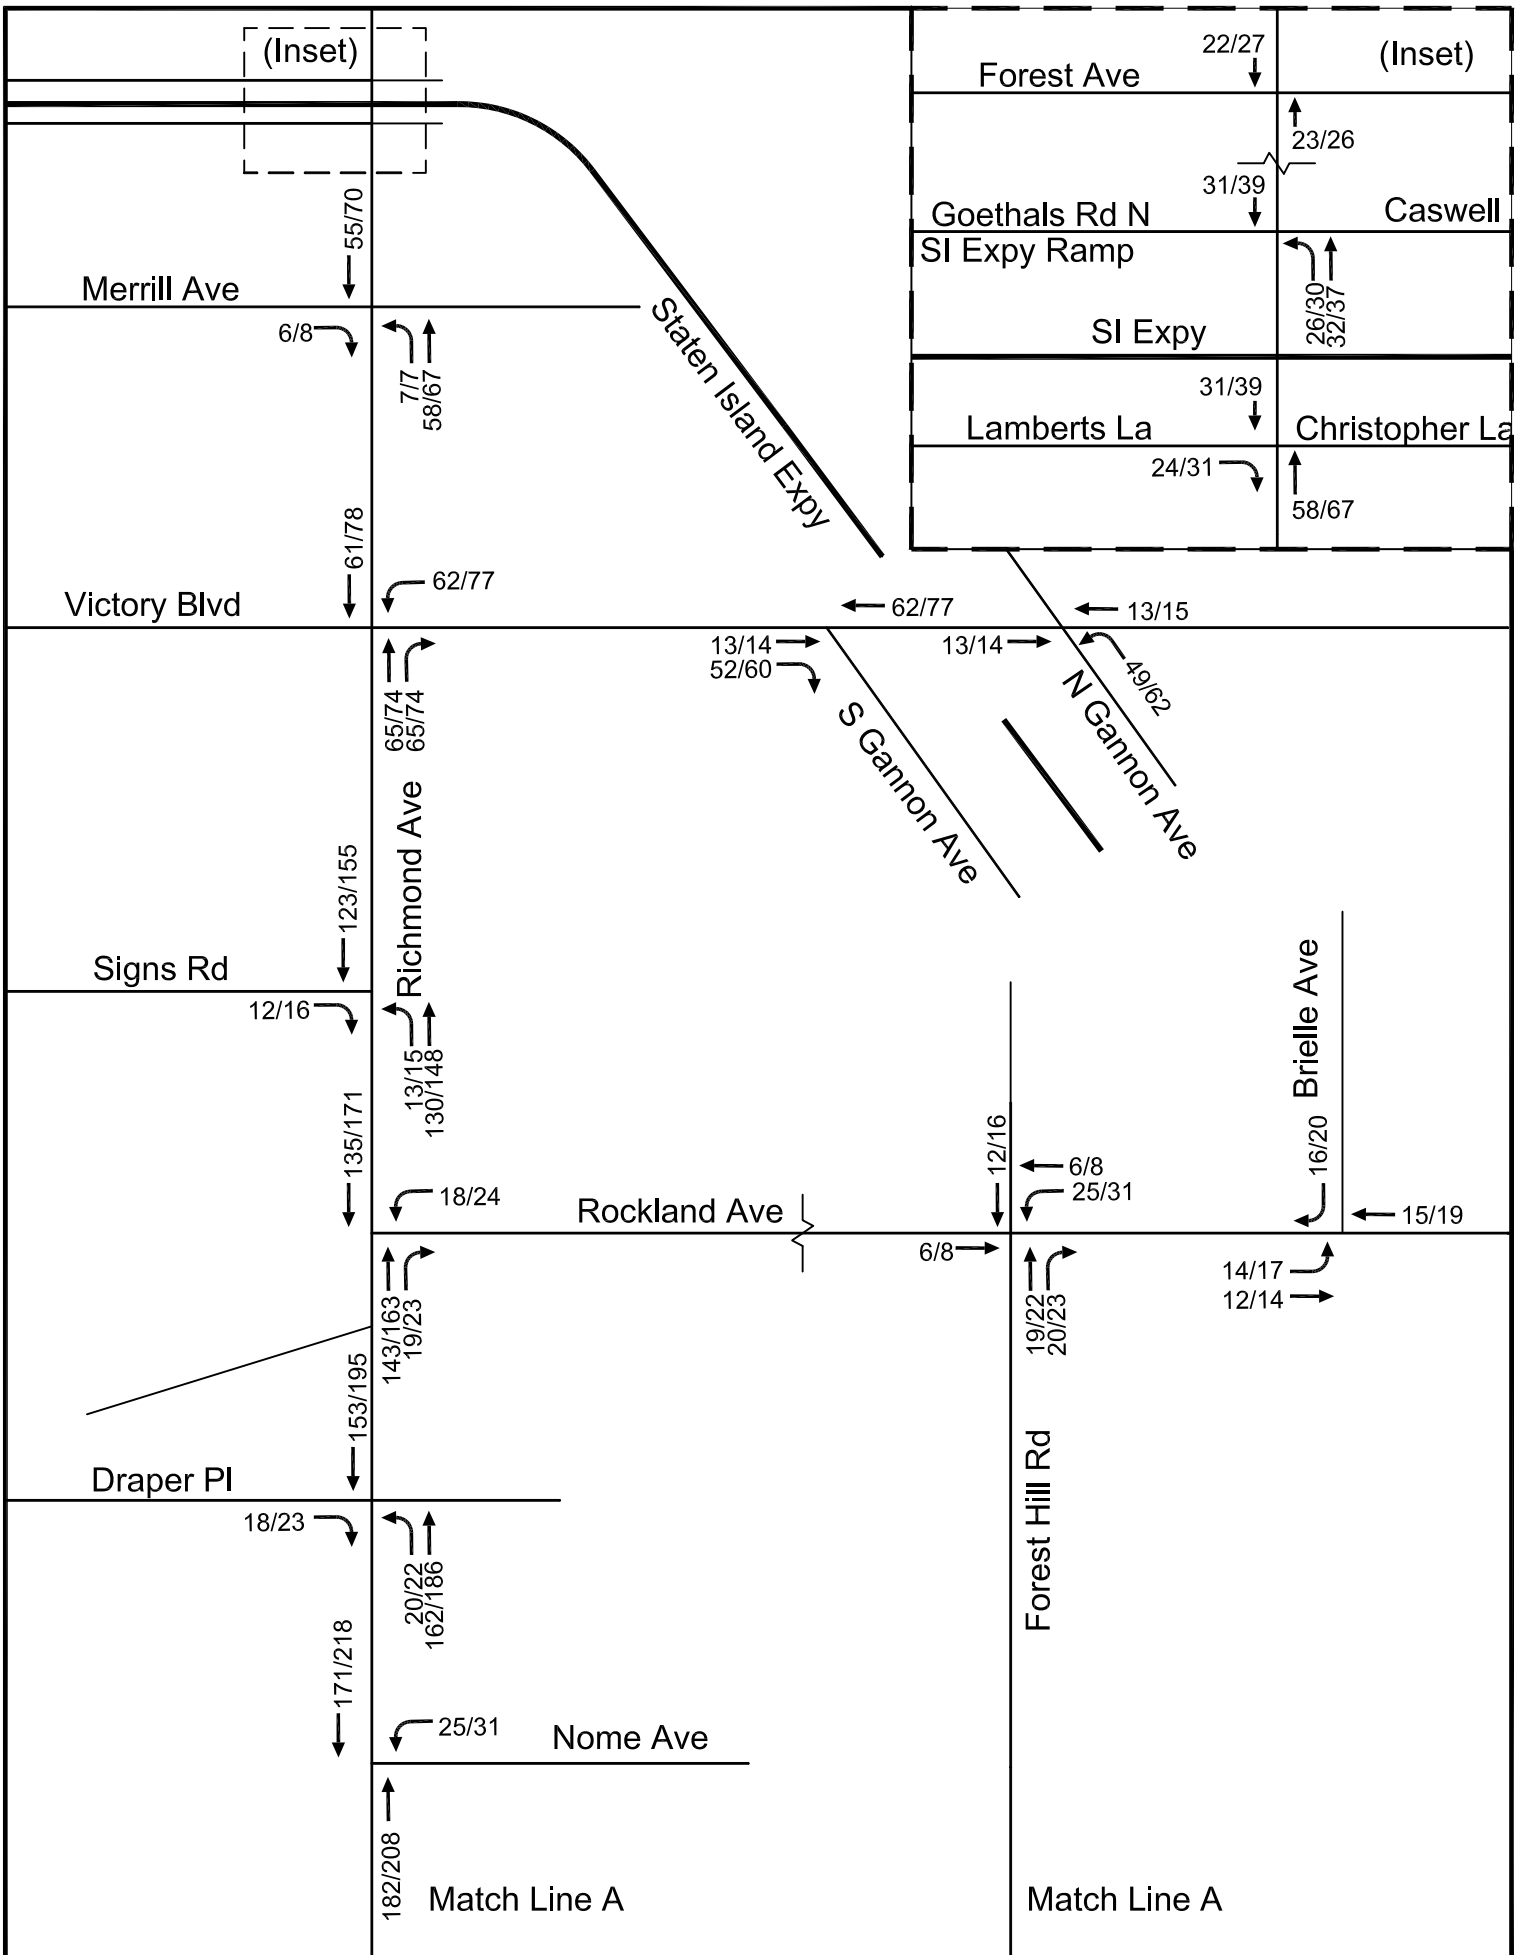 (Inset)
22/27
(Inset)
Forest Ave
23/26
31/39
Goethals Rd N
Caswell
SI Expy Ramp
26/30
32/37
SI Expy
31/39
Lamberts La
Christopher La
24/31
58/67
55/70
Merrill Ave
6/8
7/7
58/67
Staten Island Expy
61/78
62/77
Victory Blvd
62/77
13/15
65/74
65/74
13/14
52/60
13/14
49/62
S Gannon Ave
N Gannon Ave
Richmond Ave
123/155
Signs Rd
12/16
13/15
130/148
Brielle Ave
135/171
18/24
Rockland Ave
12/16
6/8
25/31
16/20
15/19
143/163
19/23
6/8
19/22
20/23
14/17
12/14
153/195
Draper Pl
18/23
20/22
162/186
Forest Hill Rd
171/218
25/31
Nome Ave
182/208
Match Line A
Match Line A